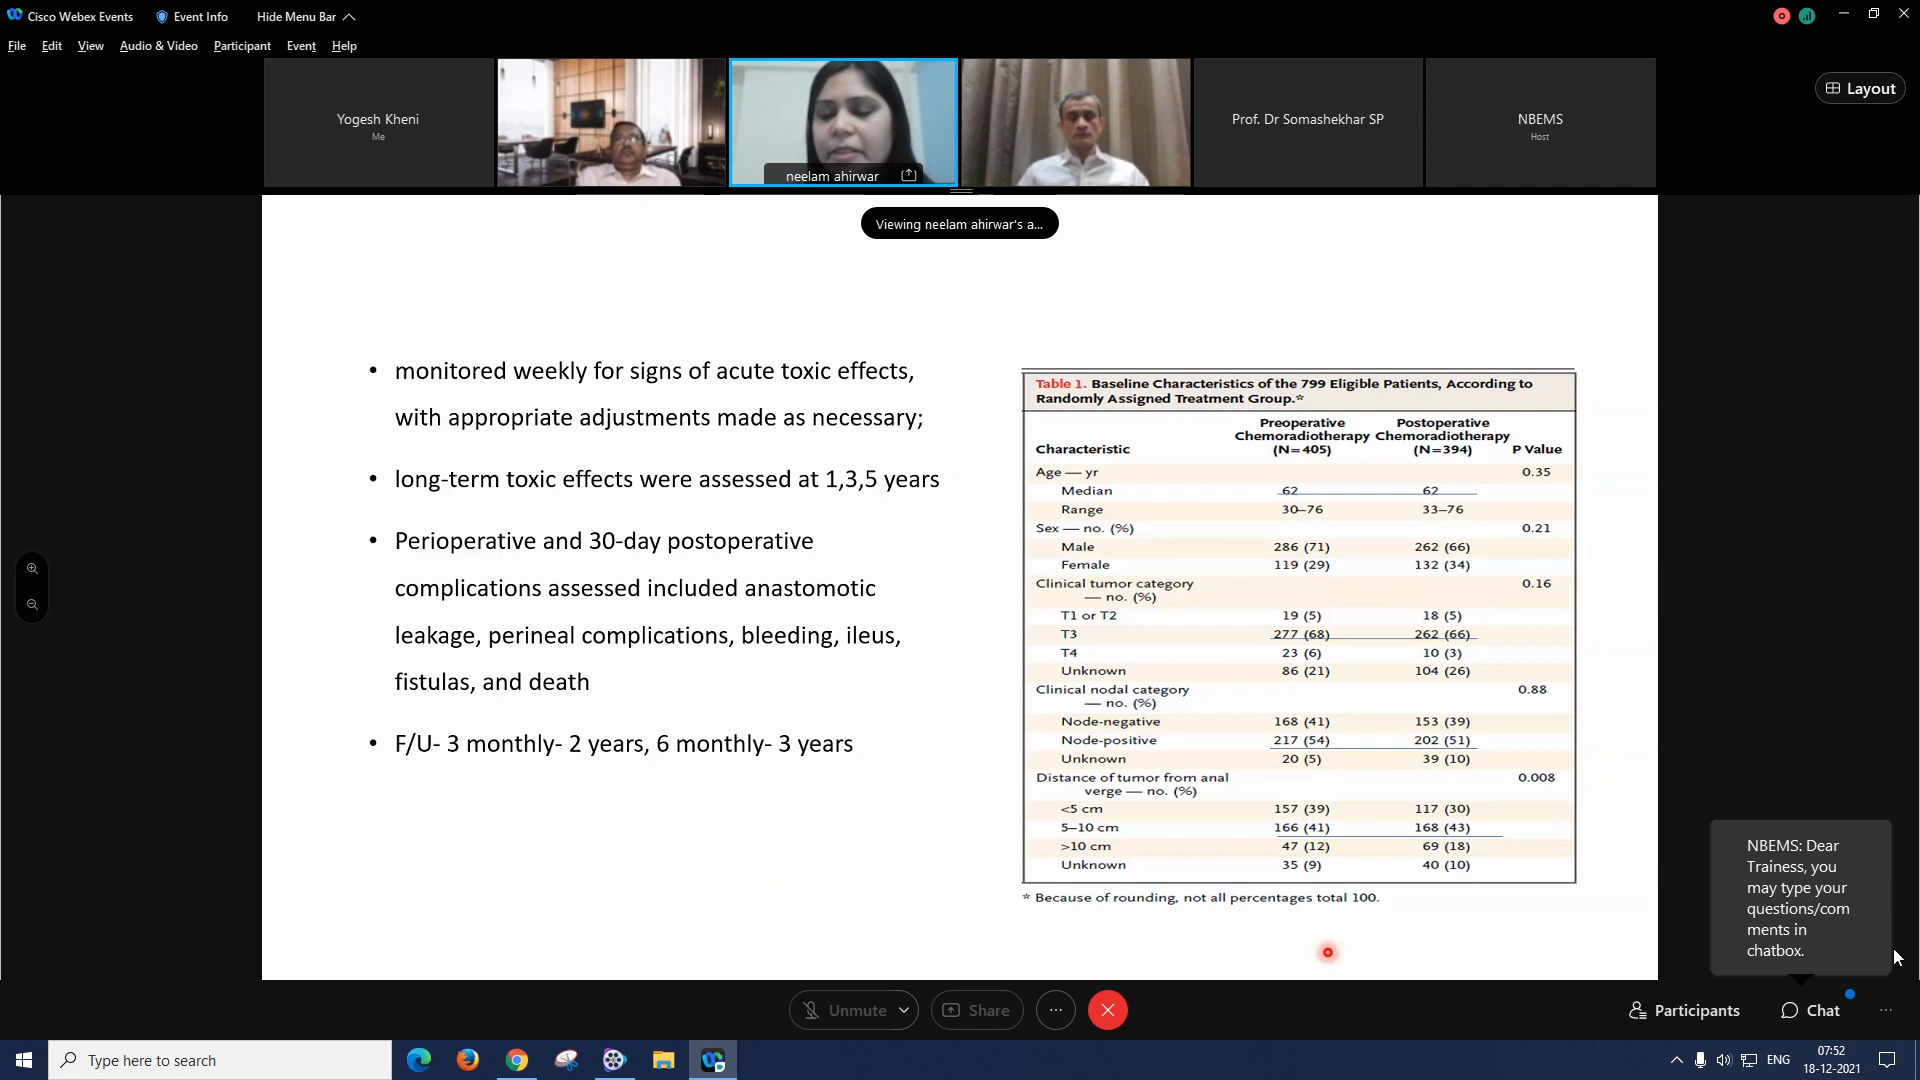 Cisco Webex Events
Event Info
Hide Menu Bar
File Edit View Audio & Video Participant Event Help
Yogesh Kheni
Me
neelam ahirwar
Prof. Dr Somashekhar SP
NBEMS
Host
Layout
Viewing neelam ahirwar's a...
• monitored weekly for signs of acute toxic effects,
with appropriate adjustments made as necessary;
• long-term toxic effects were assessed at 1,3,5 years
• Perioperative and 30-day postoperative
complications assessed included anastomotic
leakage, perineal complications, bleeding, ileus,
fistulas, and death
• F/U- 3 monthly- 2 years, 6 monthly- 3 years
Table 1. Baseline Characteristics of the 799 Eligible Patients, According to
Randomly Assigned Treatment Group.*
Characteristic Preoperative Chemoradiotherapy (N=405) Postoperative Chemoradiotherapy (N=394) P Value
Age — yr 0.35
Median 62 62
Range 30–76 33–76
Sex — no. (%) 0.21
Male 286 (71) 262 (66)
Female 119 (29) 132 (34)
Clinical tumor category 0.16
— no. (%)
T1 or T2 19 (5) 18 (5)
T3 277 (68) 262 (66)
T4 23 (6) 10 (3)
Unknown 86 (21) 104 (26)
Clinical nodal category 0.88
— no. (%)
Node-negative 168 (41) 153 (39)
Node-positive 217 (54) 202 (51)
Unknown 20 (5) 39 (10)
Distance of tumor from anal 0.008
verge — no. (%)
<5 cm 157 (39) 117 (30)
5–10 cm 166 (41) 168 (43)
>10 cm 47 (12) 69 (18)
Unknown 35 (9) 40 (10)
* Because of rounding, not all percentages total 100.
NBEMS: Dear
Trainess, you
may type your
questions/com
ments in
chatbox.
Unmute
Share
Participants
Chat
Type here to search
ENG
07:52
18-12-2021